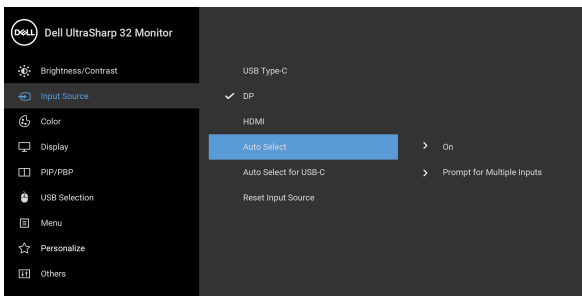 DELL
Dell UltraSharp 32 Monitor
Brightness/Contrast
USB Type-C
Input Source
DP
Color
HDMI
Display
Auto Select
On
PIP/PBP
Auto Select for USB-C
Prompt for Multiple Inputs
USB Selection
Reset Input Source
Menu
Personalize
Others